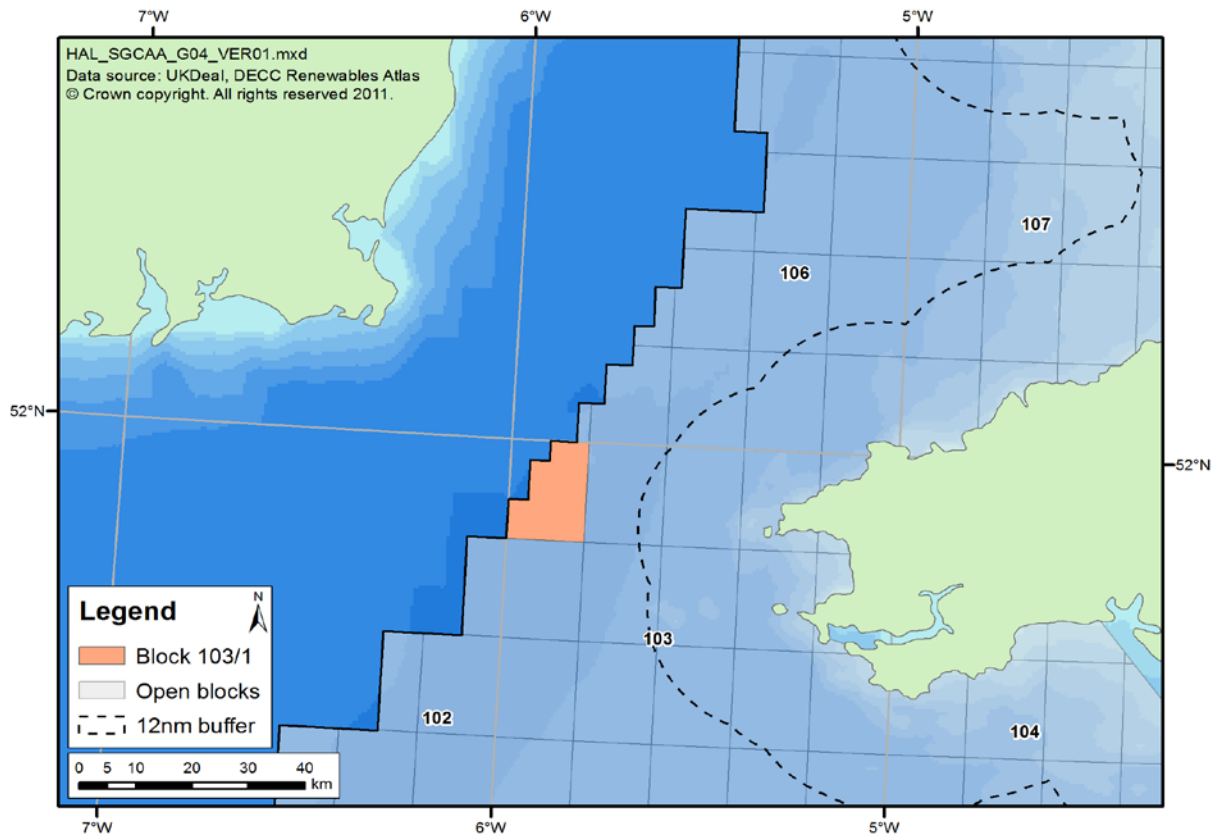 7°W
6°W
5°W
HAL_SGCAA_G04_VER01.mxd
Data source: UKDeal, DECC Renewables Atlas
© Crown copyright. All rights reserved 2011.
107
106
52°N
52°N
103
102
104
Legend
N
Block 103/1
Open blocks
12nm buffer
0 5 10 20 30 40
km
7°W
6°W
5°W